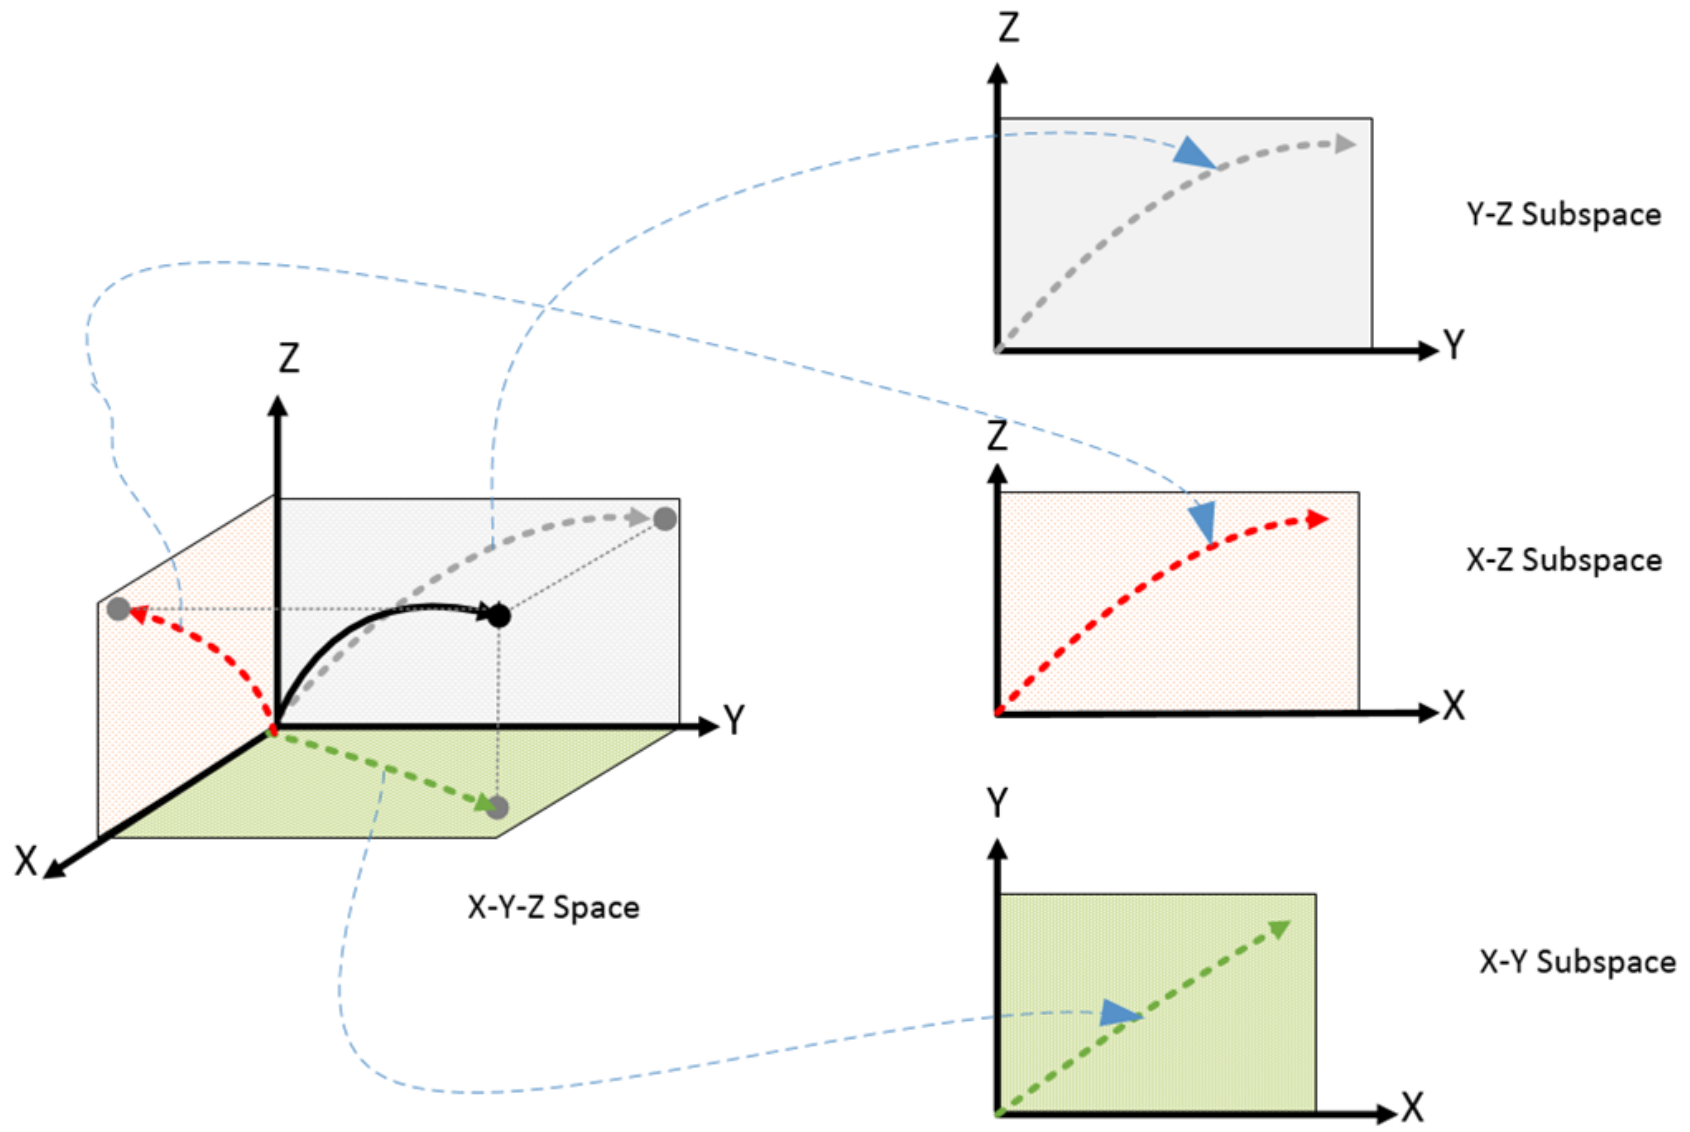 Z
Y
Y-Z Subspace
Z
X
X-Z Subspace
Z
Y
X
X-Y-Z Space
Y
X
X-Y Subspace